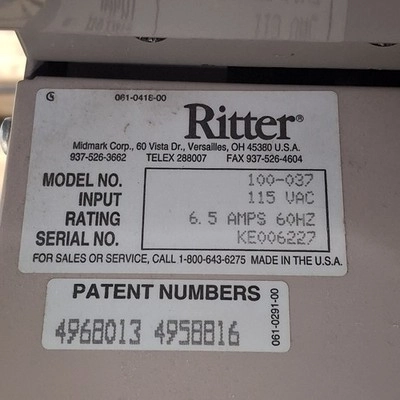 061-0418-00
Ritter®
Midmark Corp., 60 Vista Dr., Versailles, OH 45380 U.S.A.
937-526-3662 TELEX 288007 FAX 937-526-4604
MODEL NO. 100-037
INPUT 115 VAC
RATING 6.5 AMPS 60HZ
SERIAL NO. KE006227
FOR SALES OR SERVICE, CALL 1-800-643-6275 MADE IN THE U.S.A.
PATENT NUMBERS
4968013 4958816
061-0291-00